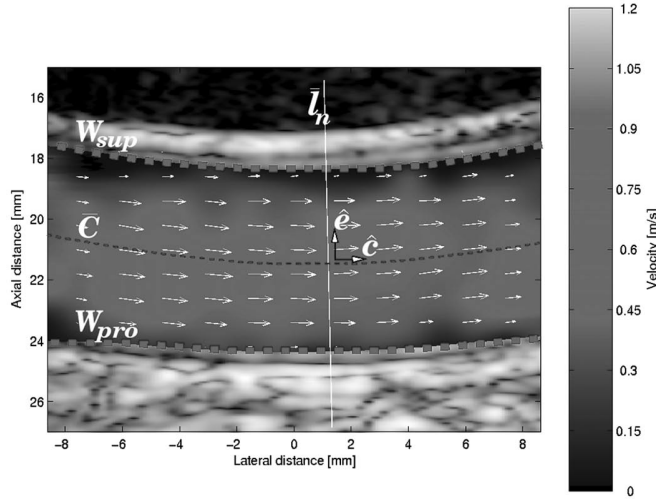 1.2
1.05
0.9
0.75
0.6
0.45
0.3
0.15
0
Velocity [m/s]
16
18
20
22
24
26
Axial distance [mm]
W_sup
l̄_n
C̄
ê
ĉ
W_pro
−8 −6 −4 −2 0 2 4 6 8
Lateral distance [mm]